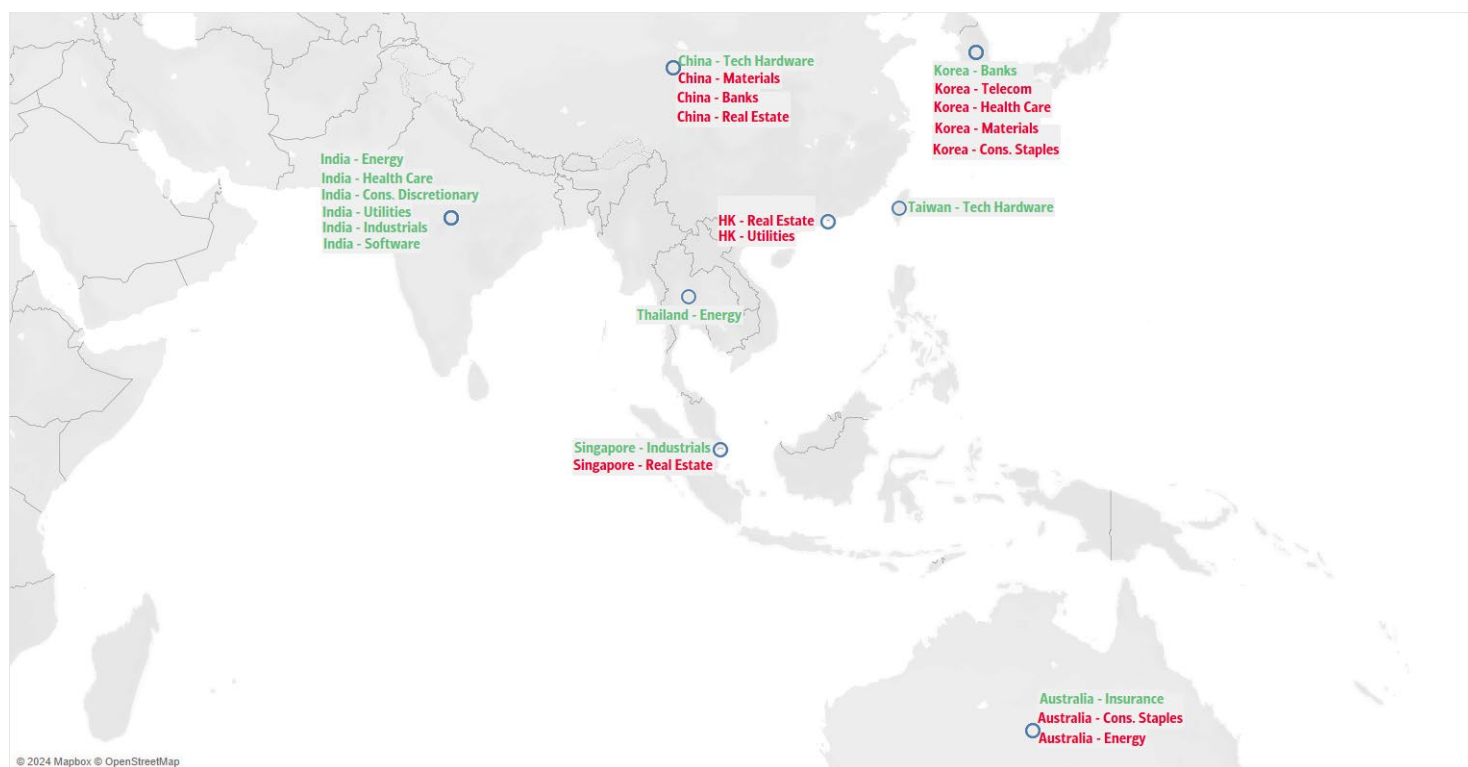 China - Tech Hardware
China - Materials
China - Banks
China - Real Estate
Korea - Banks
Korea - Telecom
Korea - Health Care
Korea - Materials
Korea - Cons. Staples
India - Energy
India - Health Care
India - Cons. Discretionary
India - Utilities
India - Industrials
India - Software
HK - Real Estate
HK - Utilities
Taiwan - Tech Hardware
Thailand - Energy
Singapore - Industrials
Singapore - Real Estate
Australia - Insurance
Australia - Cons. Staples
Australia - Energy
© 2024 Mapbox © OpenStreetMap